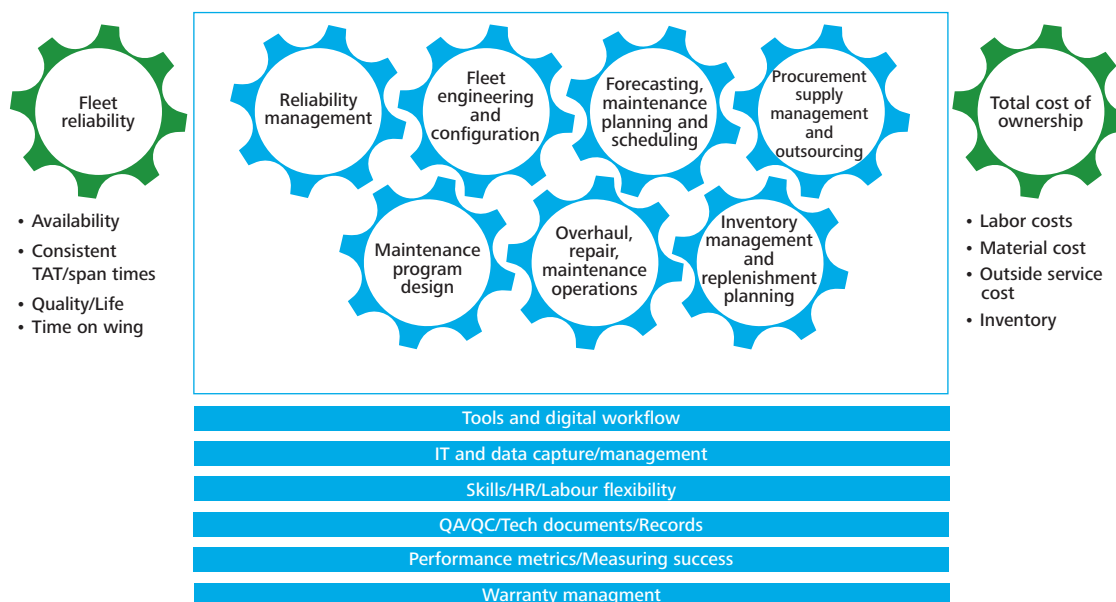 Fleet
reliability
• Availability
• Consistent
TAT/span times
• Quality/Life
• Time on wing
Reliability
management
Fleet
engineering
and
configuration
Forecasting,
maintenance
planning and
scheduling
Procurement
supply
management
and
outsourcing
Maintenance
program
design
Overhaul,
repair,
maintenance
operations
Inventory
management
and
replenishment
planning
Total cost of
ownership
• Labor costs
• Material cost
• Outside service
cost
• Inventory
Tools and digital workflow
IT and data capture/management
Skills/HR/Labour flexibility
QA/QC/Tech documents/Records
Performance metrics/Measuring success
Warranty managment